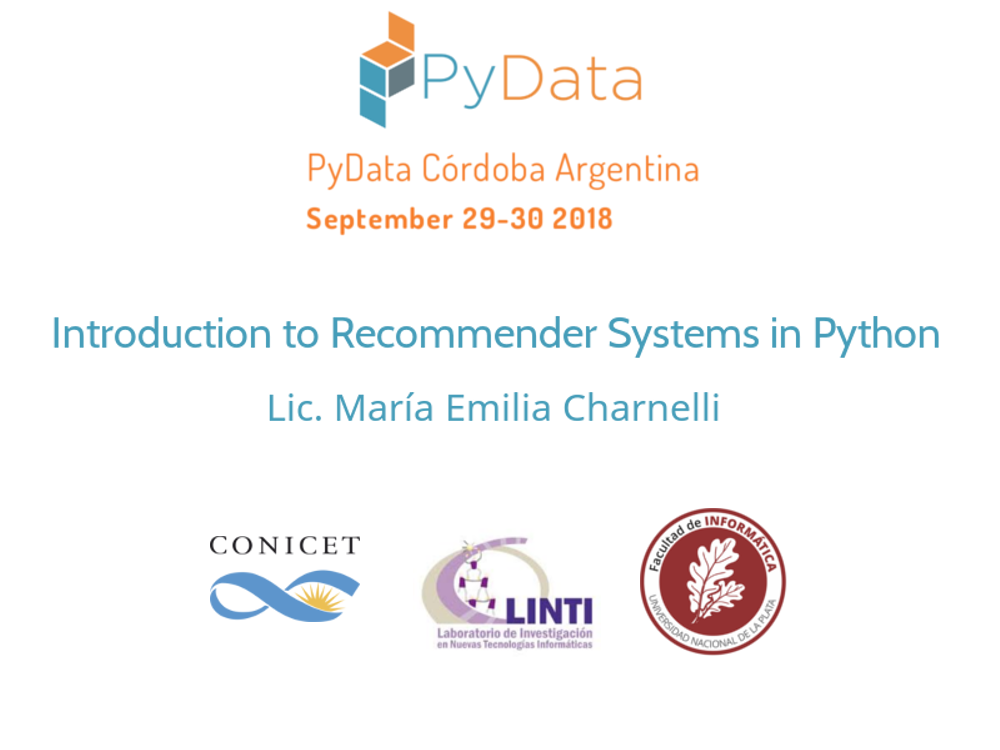 PyData
PyData Córdoba Argentina
September 29-30 2018
Introduction to Recommender Systems in Python
Lic. María Emilia Charnelli
CONICET
LINTI
Laboratorio de Investigación
en Nuevas Tecnologías Informáticas
Facultad de INFORMÁTICA
UNIVERSIDAD NACIONAL DE LA PLATA